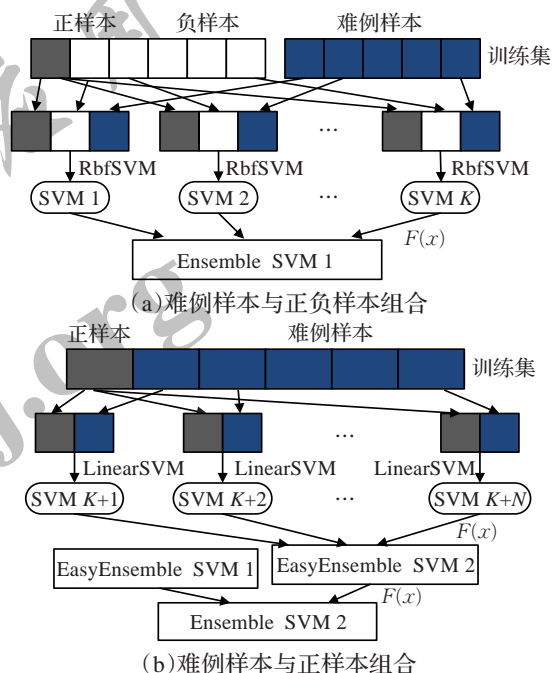 正样本 负样本 难例样本
训练集
...
RbfSVM RbfSVM RbfSVM
SVM 1 SVM 2 ... SVM K
F(x)
Ensemble SVM 1
(a)难例样本与正负样本组合
正样本 难例样本
训练集
...
LinearSVM LinearSVM LinearSVM
SVM K+1 SVM K+2 ... SVM K+N
F(x)
EasyEnsemble SVM 1 EasyEnsemble SVM 2
F(x)
Ensemble SVM 2
(b)难例样本与正样本组合